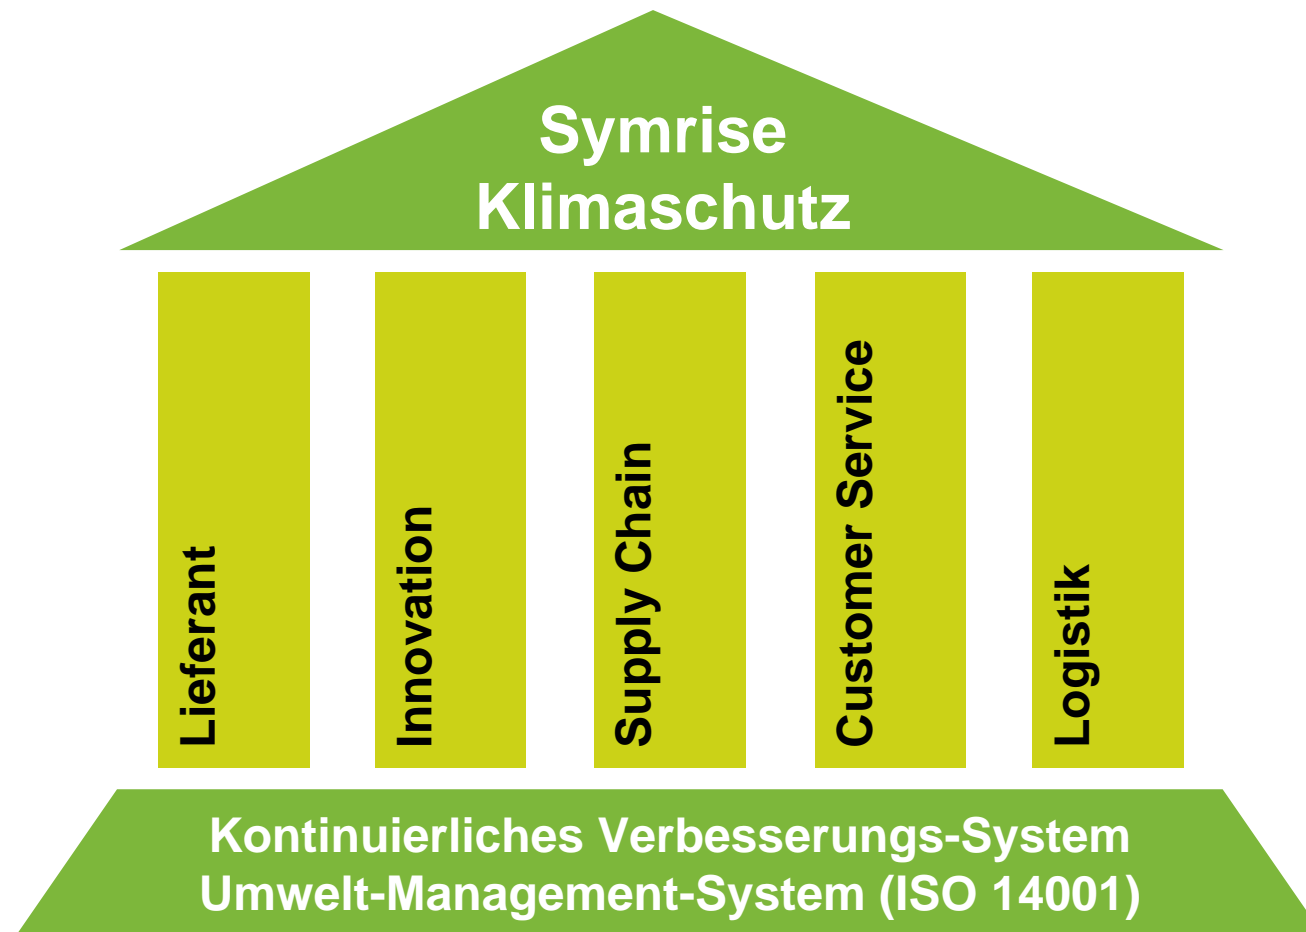 Symrise
Klimaschutz
Lieferant
Innovation
Supply Chain
Customer Service
Logistik
Kontinuierliches Verbesserungs-System
Umwelt-Management-System (ISO 14001)